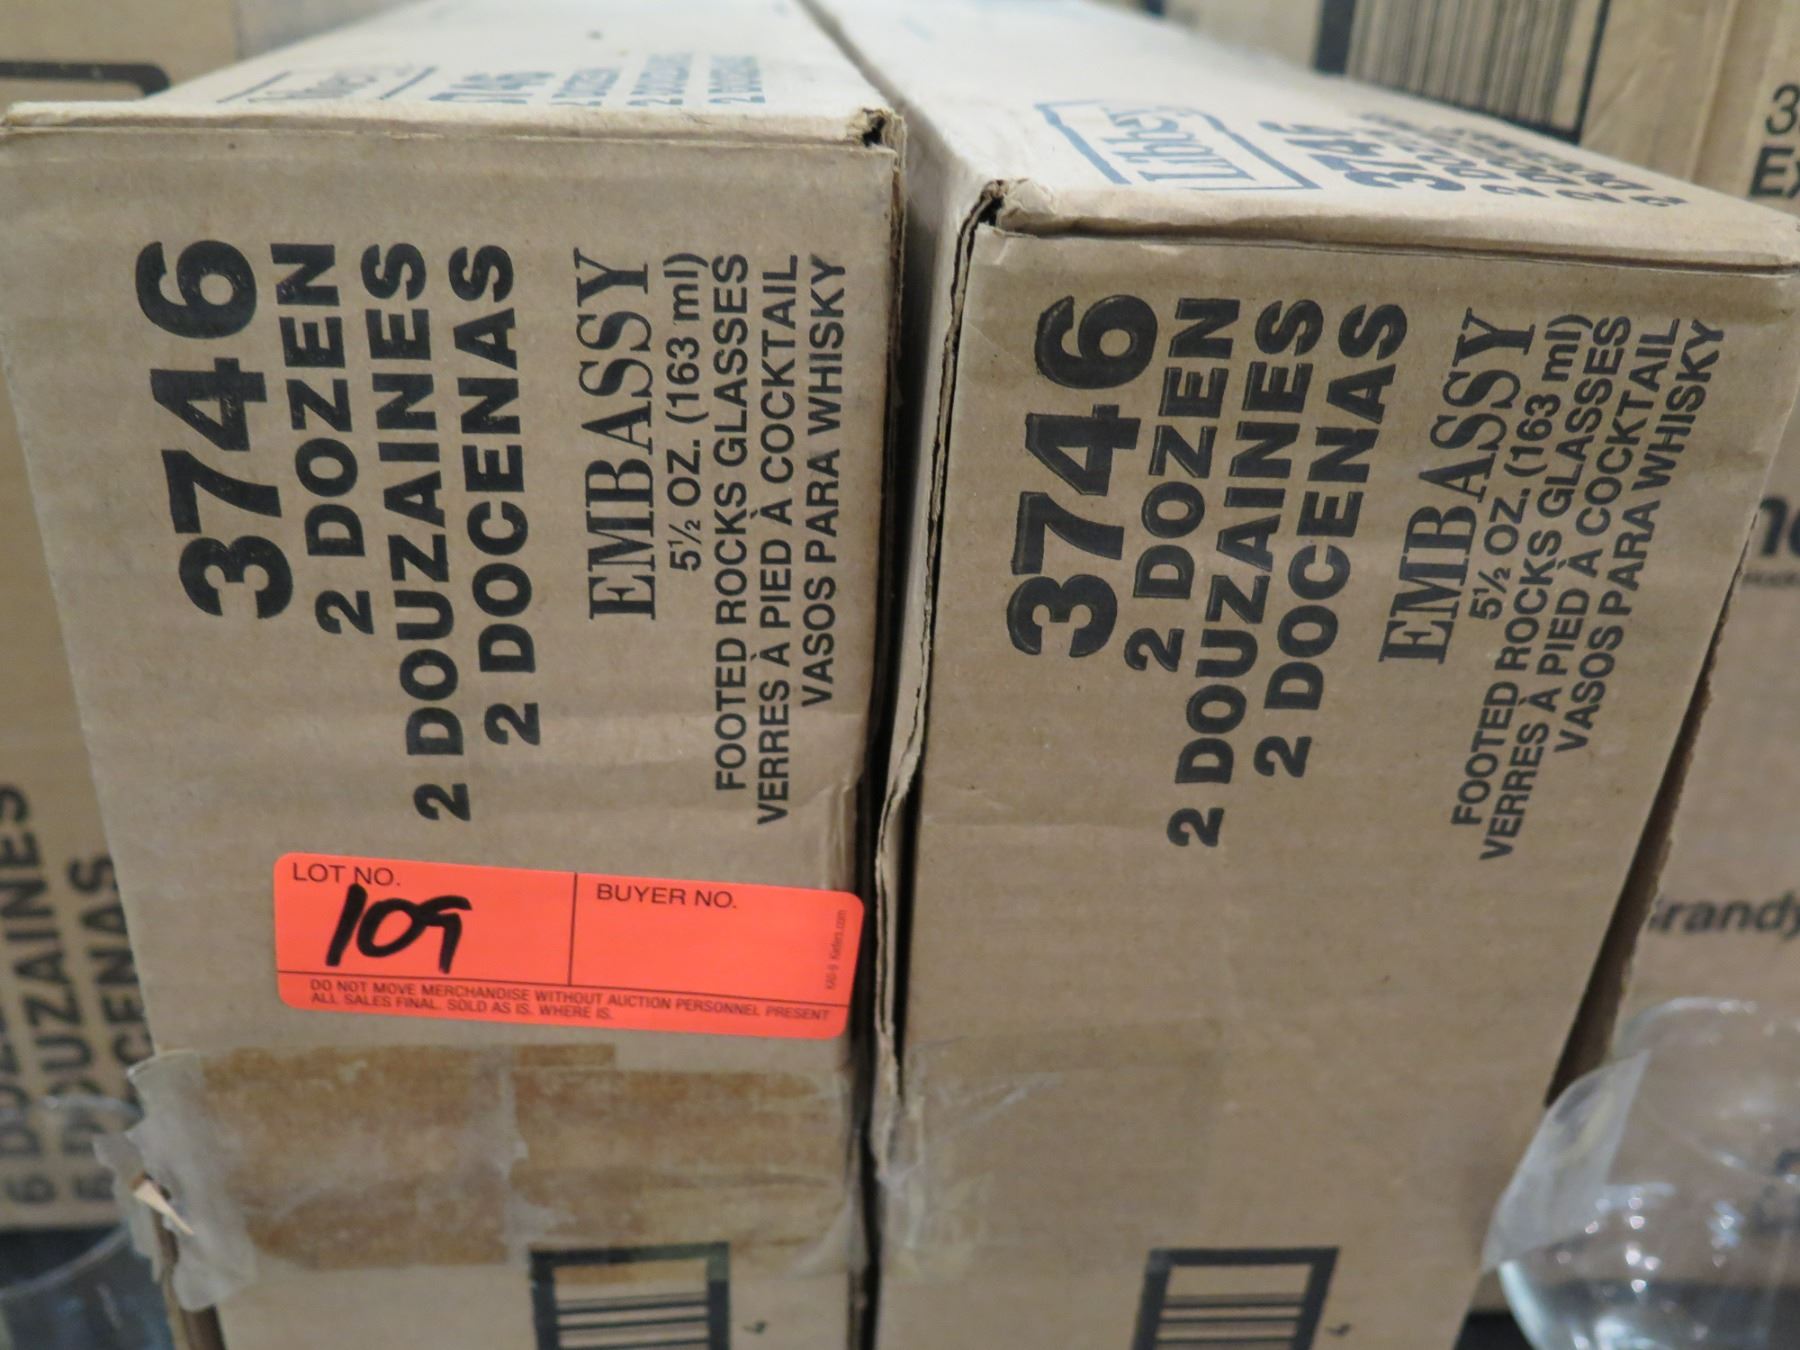 3746
2 DOZEN
2 DOUZAINES
2 DOCENAS
EMBASSY
5½ OZ. (163 ml)
FOOTED ROCKS GLASSES
VERRES À PIED À COCKTAIL
VASOS PARA WHISKY
LOT NO.
109
BUYER NO.
DO NOT MOVE MERCHANDISE WITHOUT AUCTION PERSONNEL PRESENT
ALL SALES FINAL. SOLD AS IS. WHERE IS.
Libbey
3746
3746
2 DOZEN
2 DOUZAINES
2 DOCENAS
EMBASSY
5½ OZ. (163 ml)
FOOTED ROCKS GLASSES
VERRES À PIED À COCKTAIL
VASOS PARA WHISKY
6 DOUZAINES